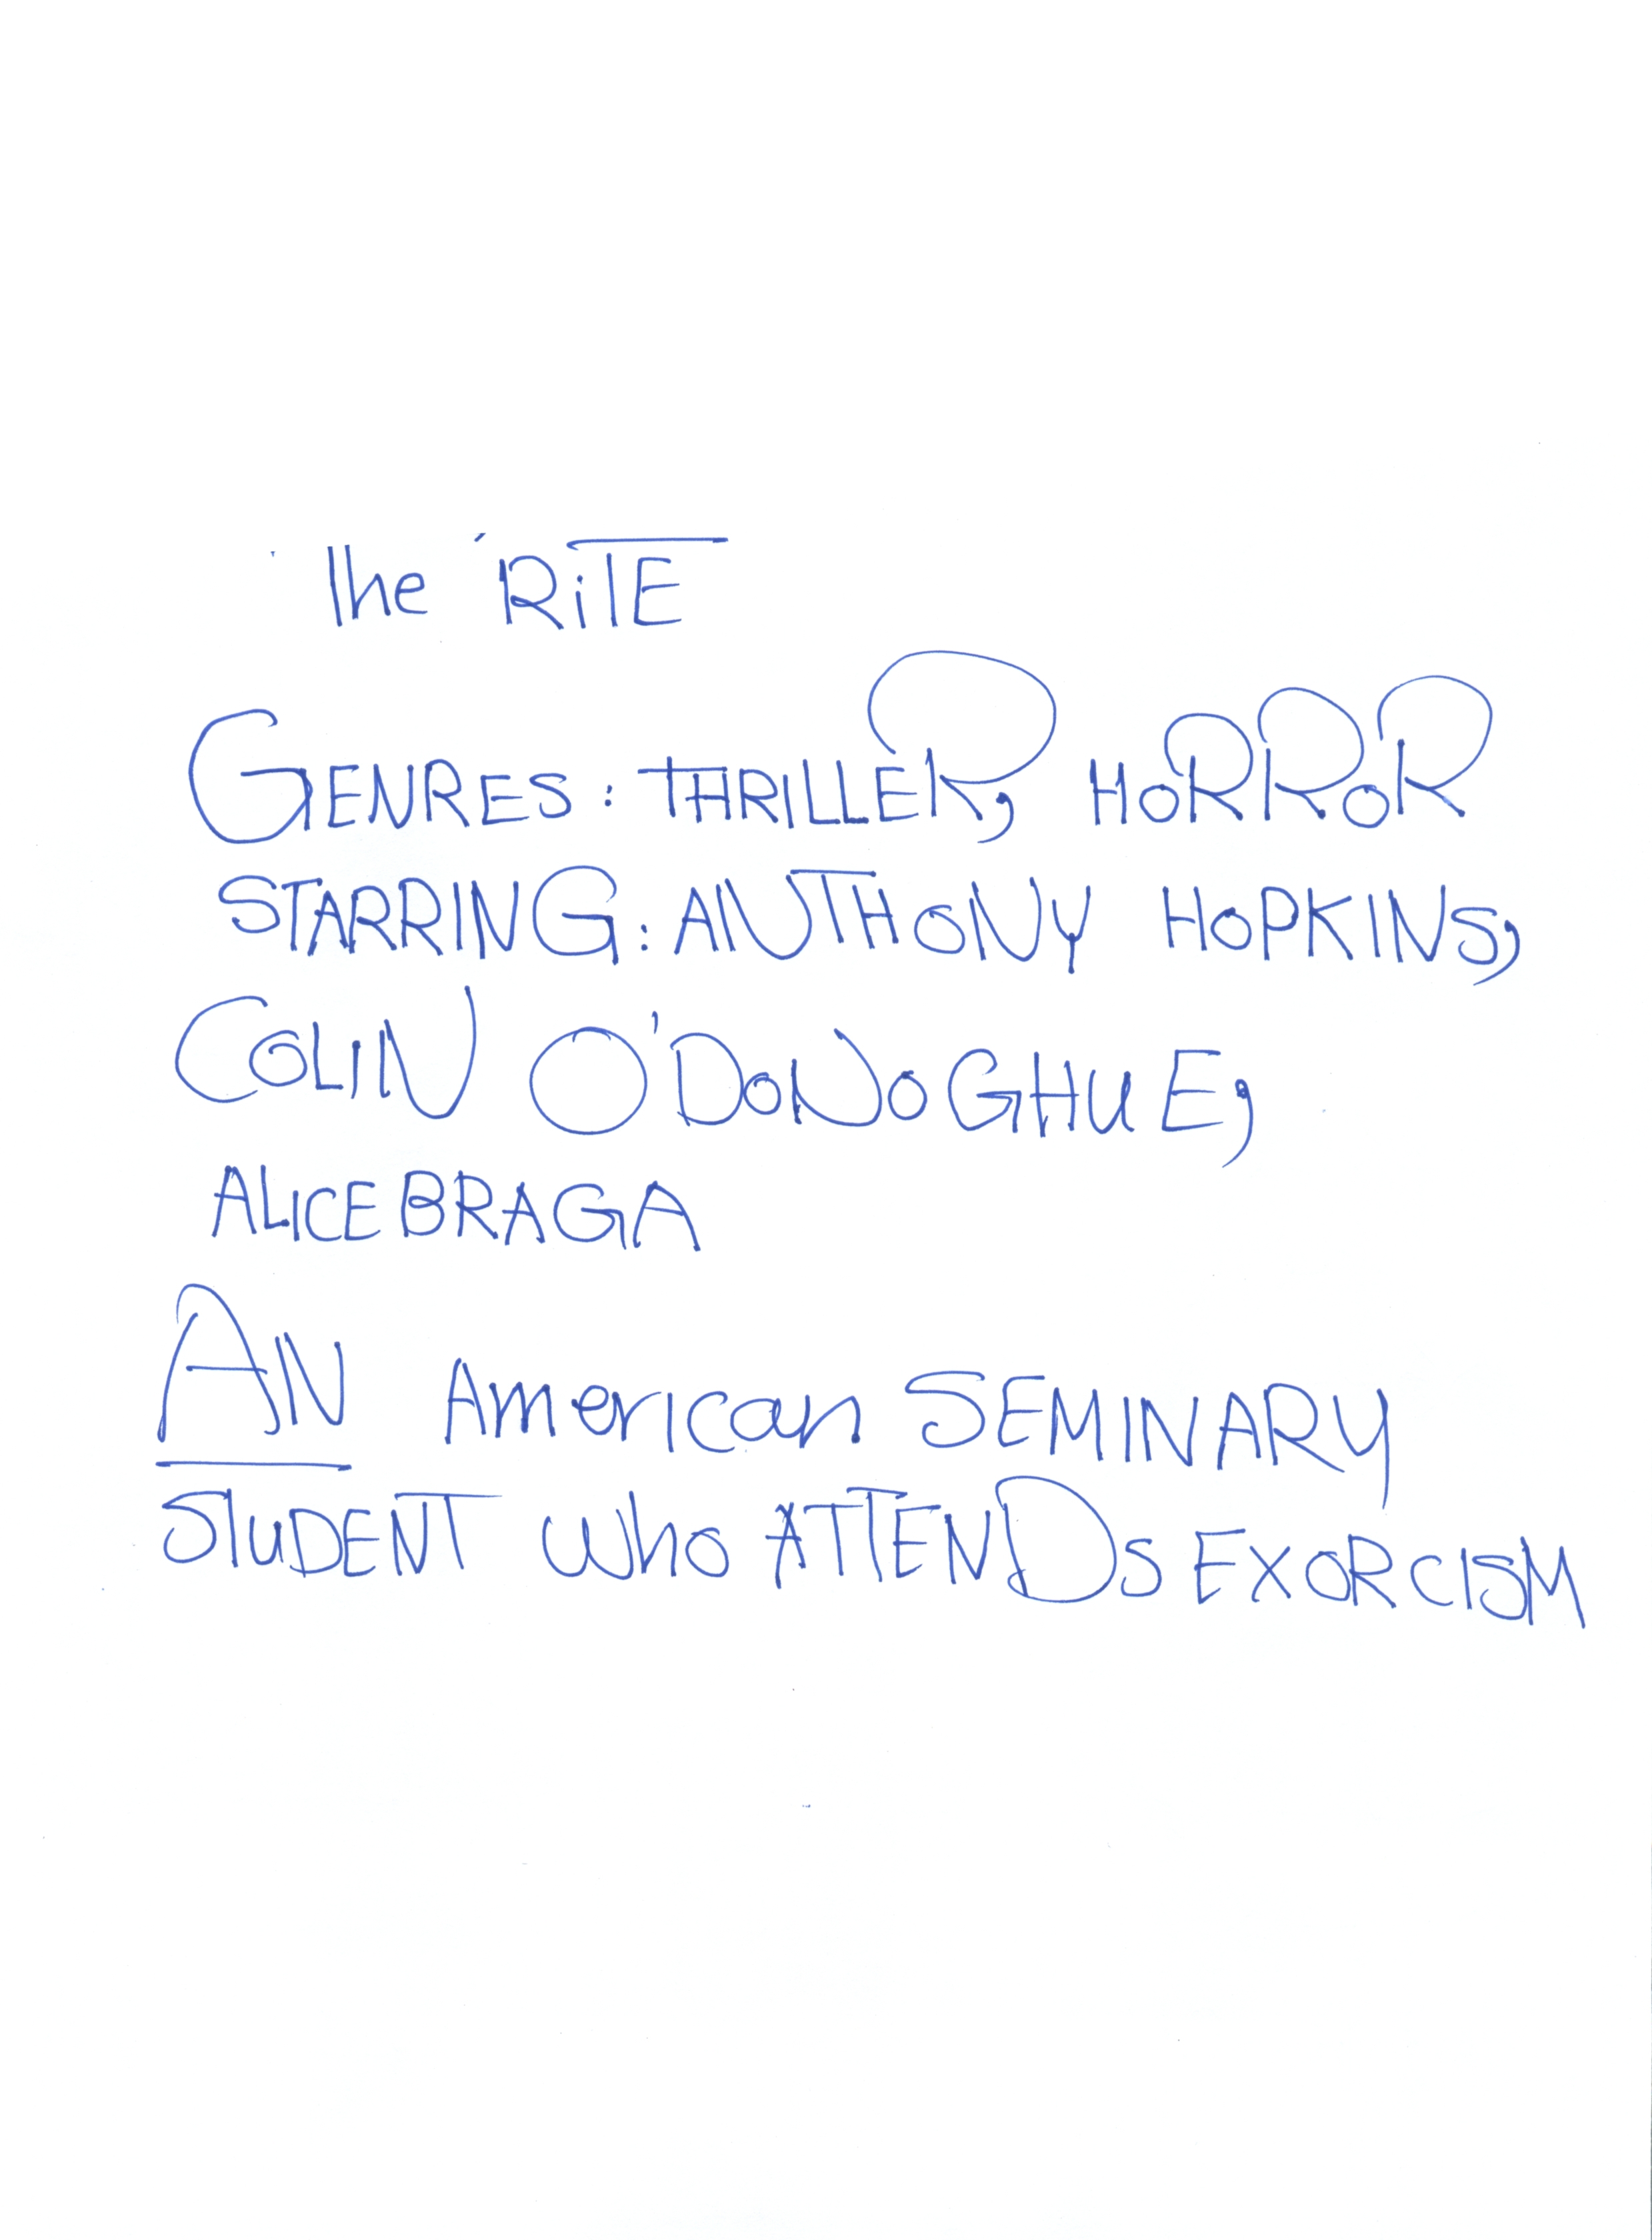 The RiTE
GENRES: THRILLER, HoRRoR
STARRING: ANTHoNY HoPKINS,
COLIN O'DoNoGHUE,
ALICE BRAGA
AN American SEMINARY
STUDENT who ATTENDS EXORCISM